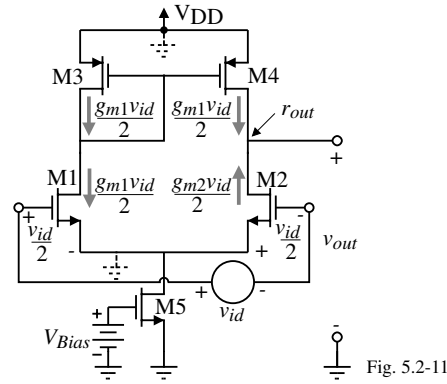 VDD
M3
M4
gm1vid
2
gm1vid
2
rout
+
M1
gm1vid
2
gm2vid
2
M2
+
vid
2
-
-
vid
2
+
vout
+
-
vid
M5
+
VBias
-
-
Fig. 5.2-11